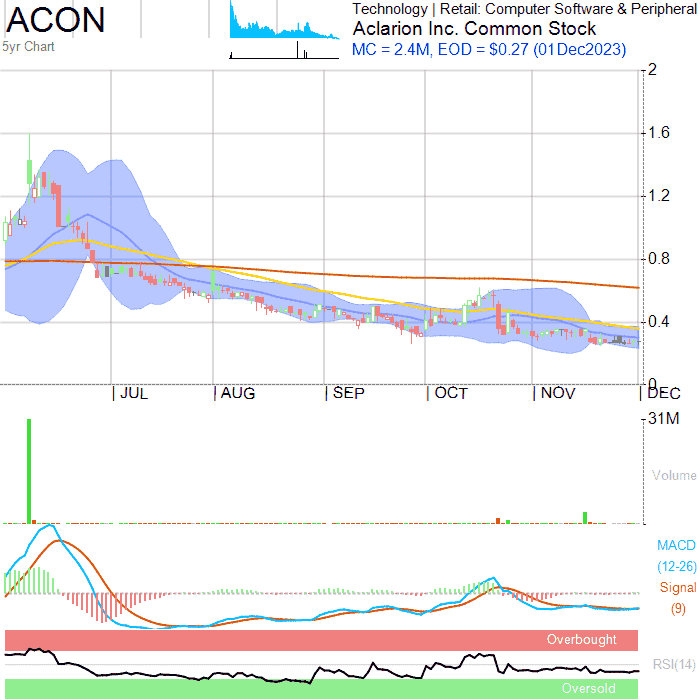 ACON
5yr Chart
Technology | Retail: Computer Software & Peripheral
Aclarion Inc. Common Stock
MC = 2.4M, EOD = $0.27 (01Dec2023)
2
1.6
1.2
0.8
0.4
0
JUL AUG SEP OCT NOV DEC
31M
Volume
MACD
(12-26)
Signal
(9)
Overbought
RSI(14)
Oversold